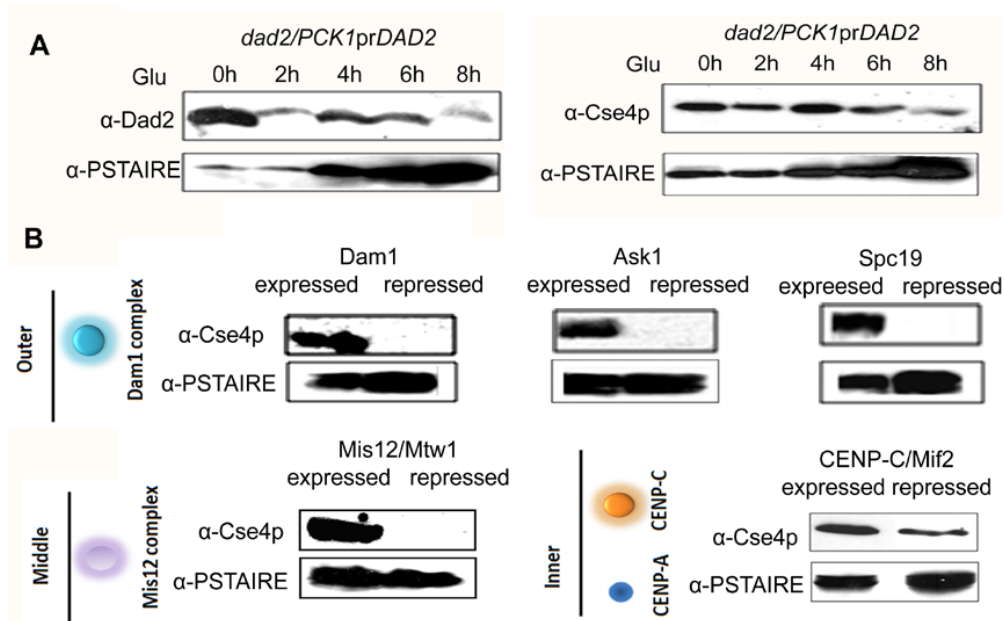 A
dad2/PCK1prDAD2
Glu 0h 2h 4h 6h 8h
α-Dad2
α-PSTAIRE
dad2/PCK1prDAD2
Glu 0h 2h 4h 6h 8h
α-Cse4p
α-PSTAIRE
B
Outer
Dam1 complex
Dam1
expressed repressed
α-Cse4p
α-PSTAIRE
Ask1
expressed repressed
Spc19
expreesed repressed
Middle
Mis12 complex
Mis12/Mtw1
expressed repressed
α-Cse4p
α-PSTAIRE
Inner
CENP-C
CENP-A
CENP-C/Mif2
expressed repressed
α-Cse4p
α-PSTAIRE